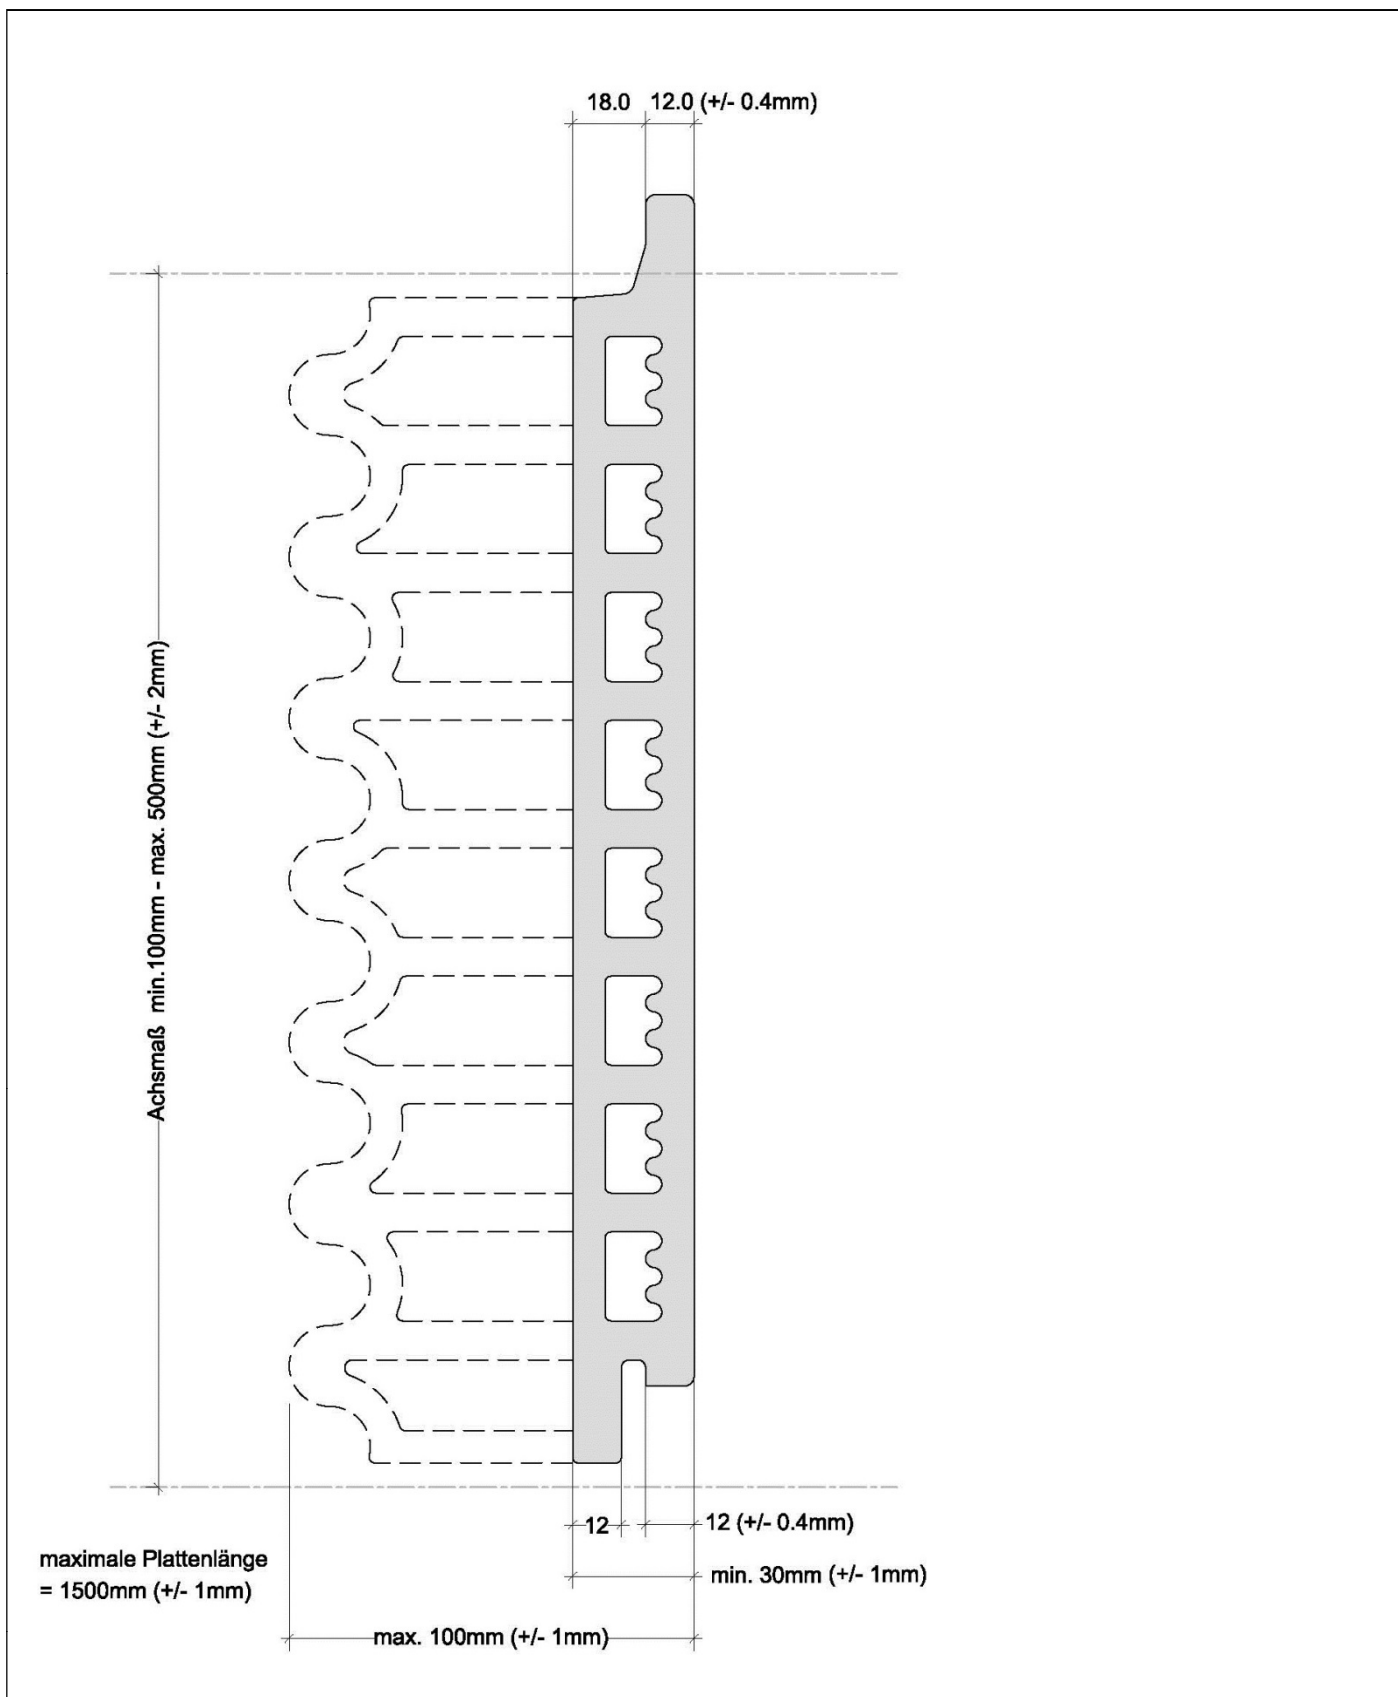 18.0
12.0 (+/- 0.4mm)
Achsmaß min.100mm - max. 500mm (+/- 2mm)
12
12 (+/- 0.4mm)
maximale Plattenlänge
= 1500mm (+/- 1mm)
min. 30mm (+/- 1mm)
max. 100mm (+/- 1mm)